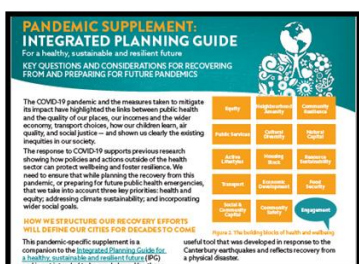 PANDEMIC SUPPLEMENT:
INTEGRATED PLANNING GUIDE
For a healthy, sustainable and resilient future
KEY QUESTIONS AND CONSIDERATIONS FOR RECOVERING
FROM AND PREPARING FOR FUTURE PANDEMICS
The COVID-19 pandemic and the measures taken to mitigate
its impact have highlighted the links between public health
and the quality of our places, our incomes and the wider
economy, transport choices, how our children learn, air
quality, and social justice – and shown us clearly the existing
inequities in our society.
The response to COVID-19 supports previous research
showing how policies and actions outside of the health
sector can protect wellbeing and foster resilience. We
need to ensure that while planning the recovery from this
pandemic, or preparing for future public health emergencies,
that we take into account these key priorities: health and
equity; addressing climate sustainability; and incorporating
wider social goals.
HOW WE STRUCTURE OUR RECOVERY EFFORTS
WILL DEFINE OUR CITIES FOR DECADES TO COME
This pandemic-specific supplement is a
companion to the Integrated Planning Guide for
a healthy, sustainable and resilient future (IPG)
Equity
Neighbourhood Amenity
Community Resilience
Public Services
Cultural Diversity
Natural Capital
Active Lifestyles
Housing Stock
Resource Sustainability
Transport
Economic Development
Food Security
Social & Community Capital
Community Safety
Engagement
Figure 1. The building blocks of health and wellbeing
useful tool that was developed in response to the
Canterbury earthquakes and reflects recovery from
a physical disaster.